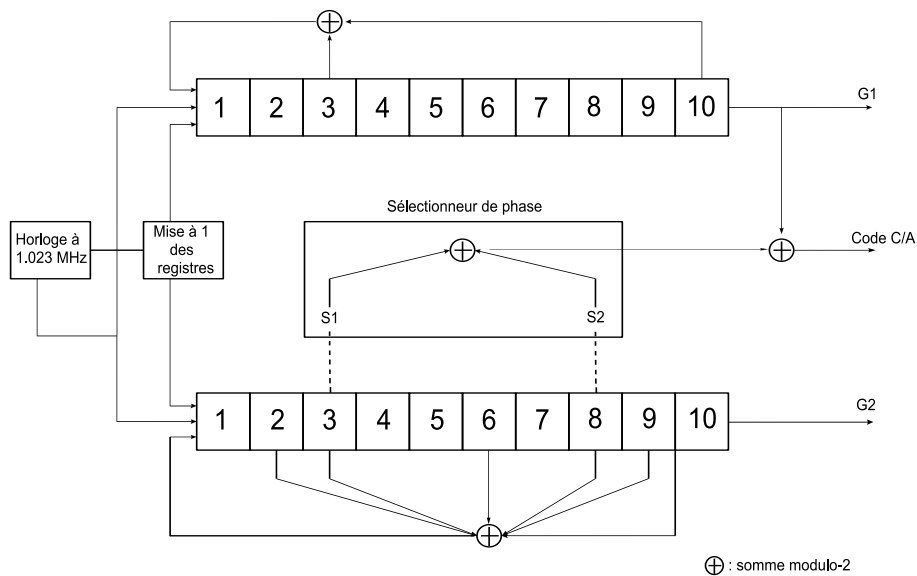 1 2 3 4 5 6 7 8 9 10
G1
Sélectionneur de phase
Horloge à
1.023 MHz
Mise à 1
des
registres
Code C/A
S1
S2
1 2 3 4 5 6 7 8 9 10
G2
: somme modulo-2